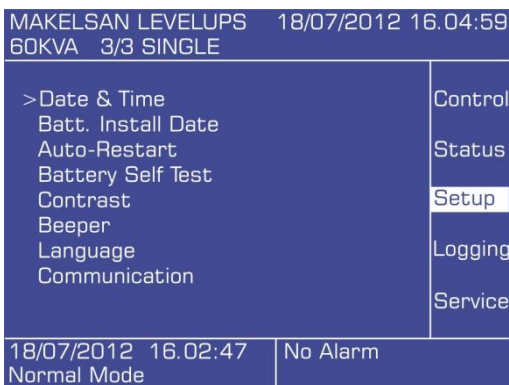 MAKELSAN LEVELUPS 18/07/2012 16.04:59
60KVA 3/3 SINGLE
>Date & Time
Batt. Install Date
Auto-Restart
Battery Self Test
Contrast
Beeper
Language
Communication
Control
Status
Setup
Logging
Service
18/07/2012 16.02:47
Normal Mode
No Alarm